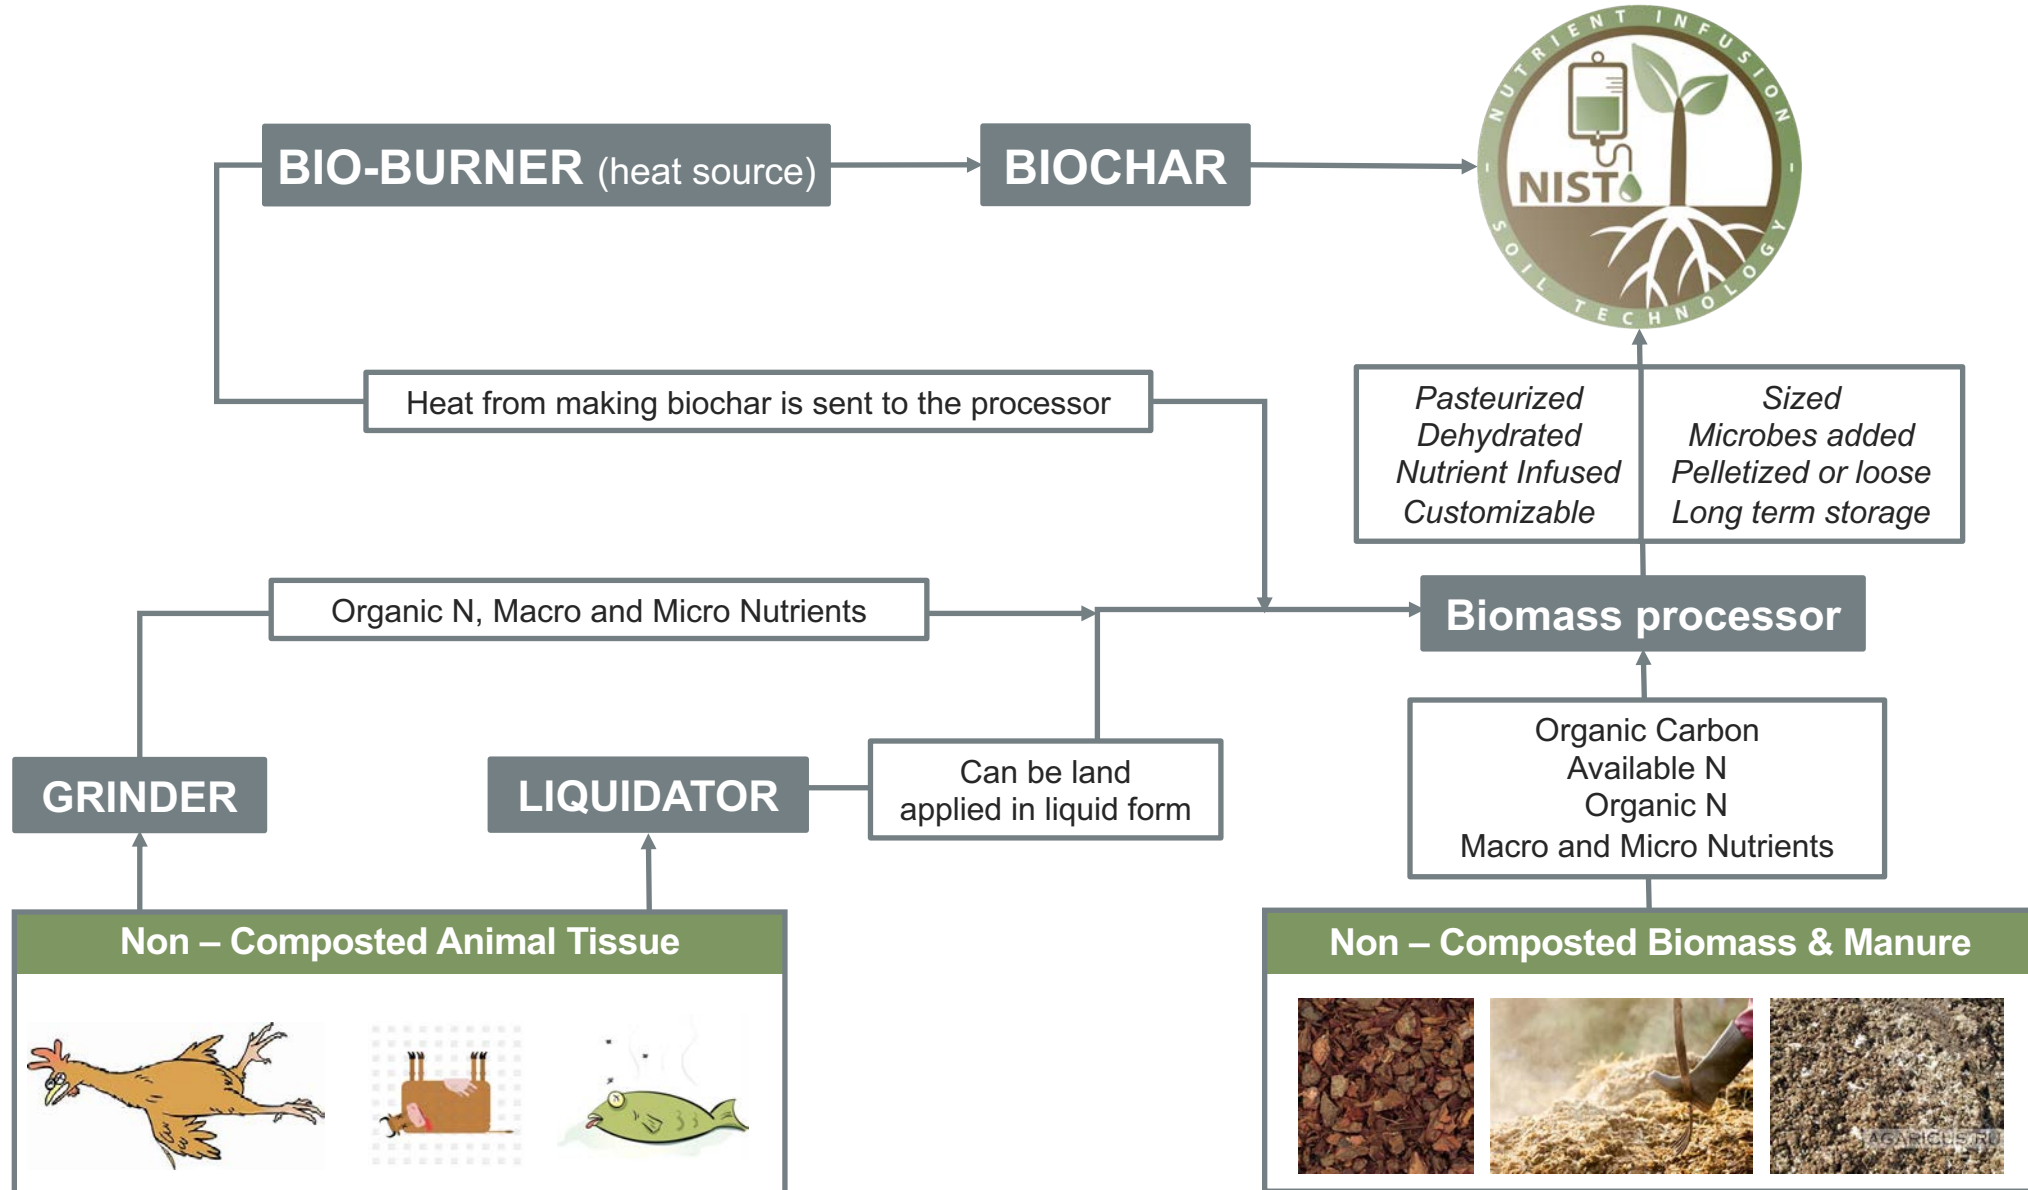 NUTRIENT INFUSION
SOIL TECHNOLOGY
NIST
BIO-BURNER (heat source)
BIOCHAR
Heat from making biochar is sent to the processor
Pasteurized
Dehydrated
Nutrient Infused
Customizable
Sized
Microbes added
Pelletized or loose
Long term storage
Organic N, Macro and Micro Nutrients
Biomass processor
GRINDER
LIQUIDATOR
Can be land
applied in liquid form
Organic Carbon
Available N
Organic N
Macro and Micro Nutrients
Non – Composted Animal Tissue
Non – Composted Biomass & Manure
AGARICUS.RU